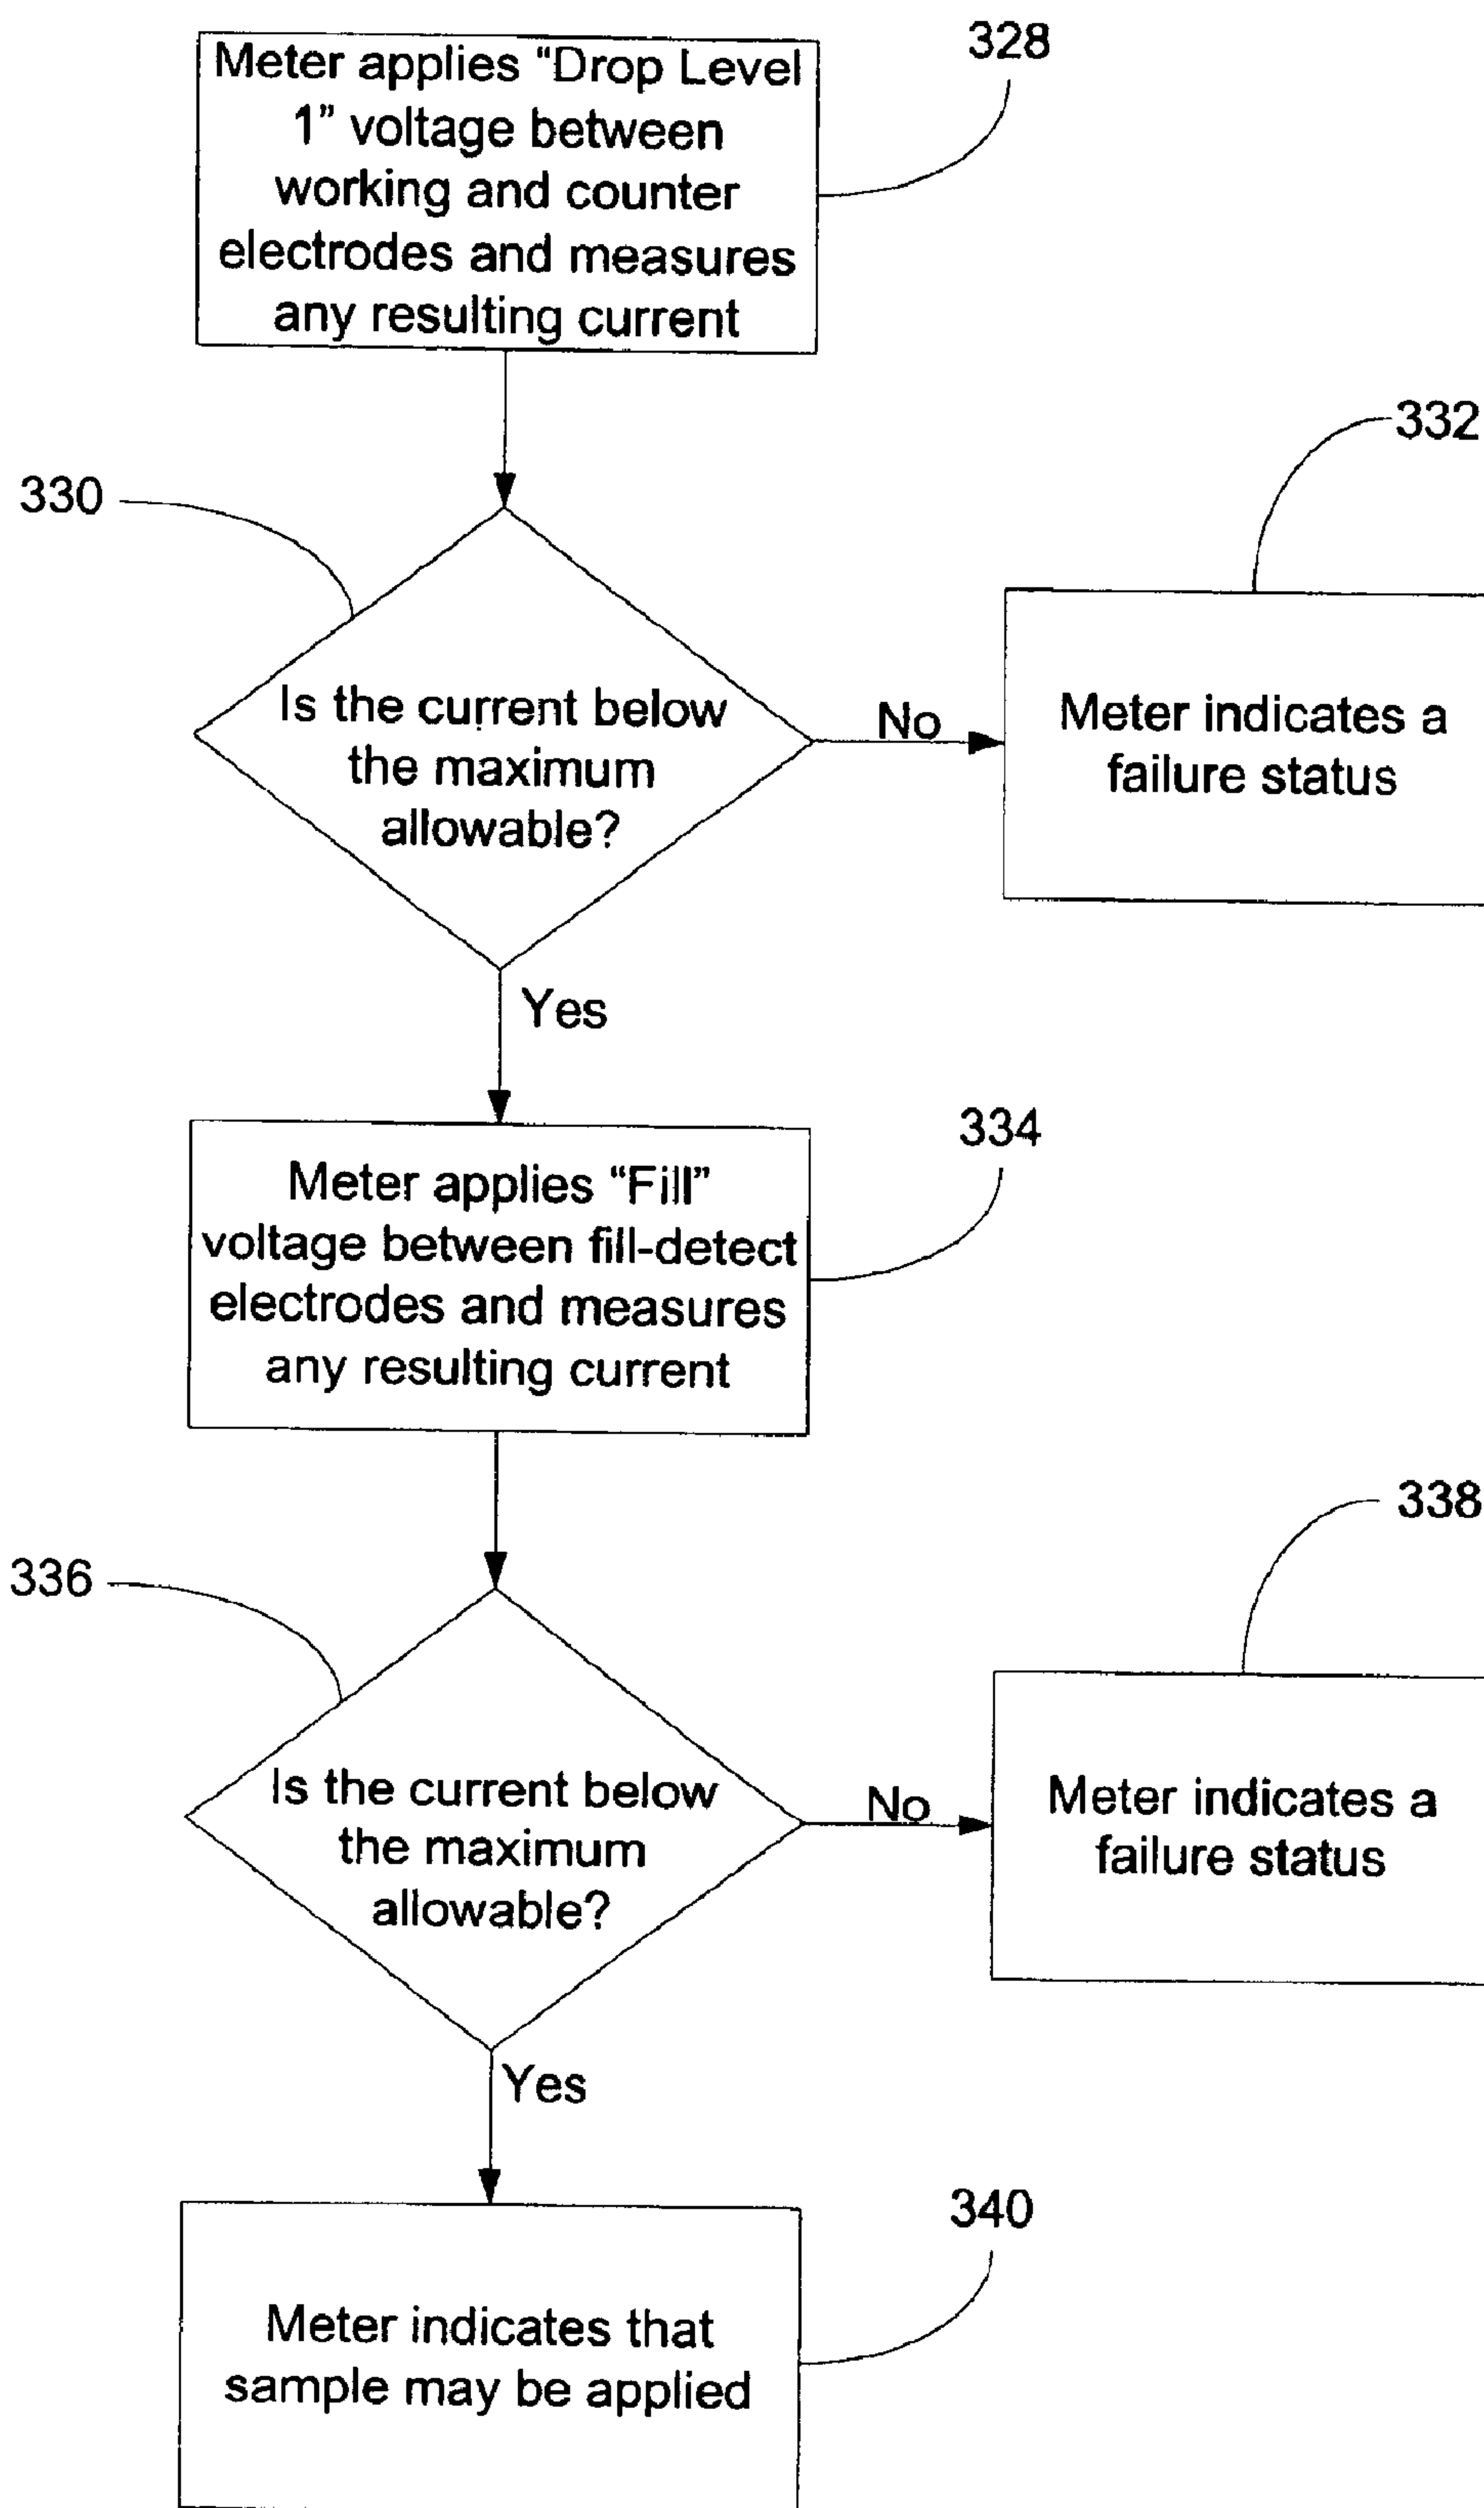 328
Meter applies “Drop Level
1” voltage between
working and counter
electrodes and measures
any resulting current
332
330
Is the current below
the maximum
allowable?
No
Meter indicates a
failure status
Yes
334
Meter applies “Fill”
voltage between fill-detect
electrodes and measures
any resulting current
338
336
Is the current below
the maximum
allowable?
No
Meter indicates a
failure status
Yes
340
Meter indicates that
sample may be applied